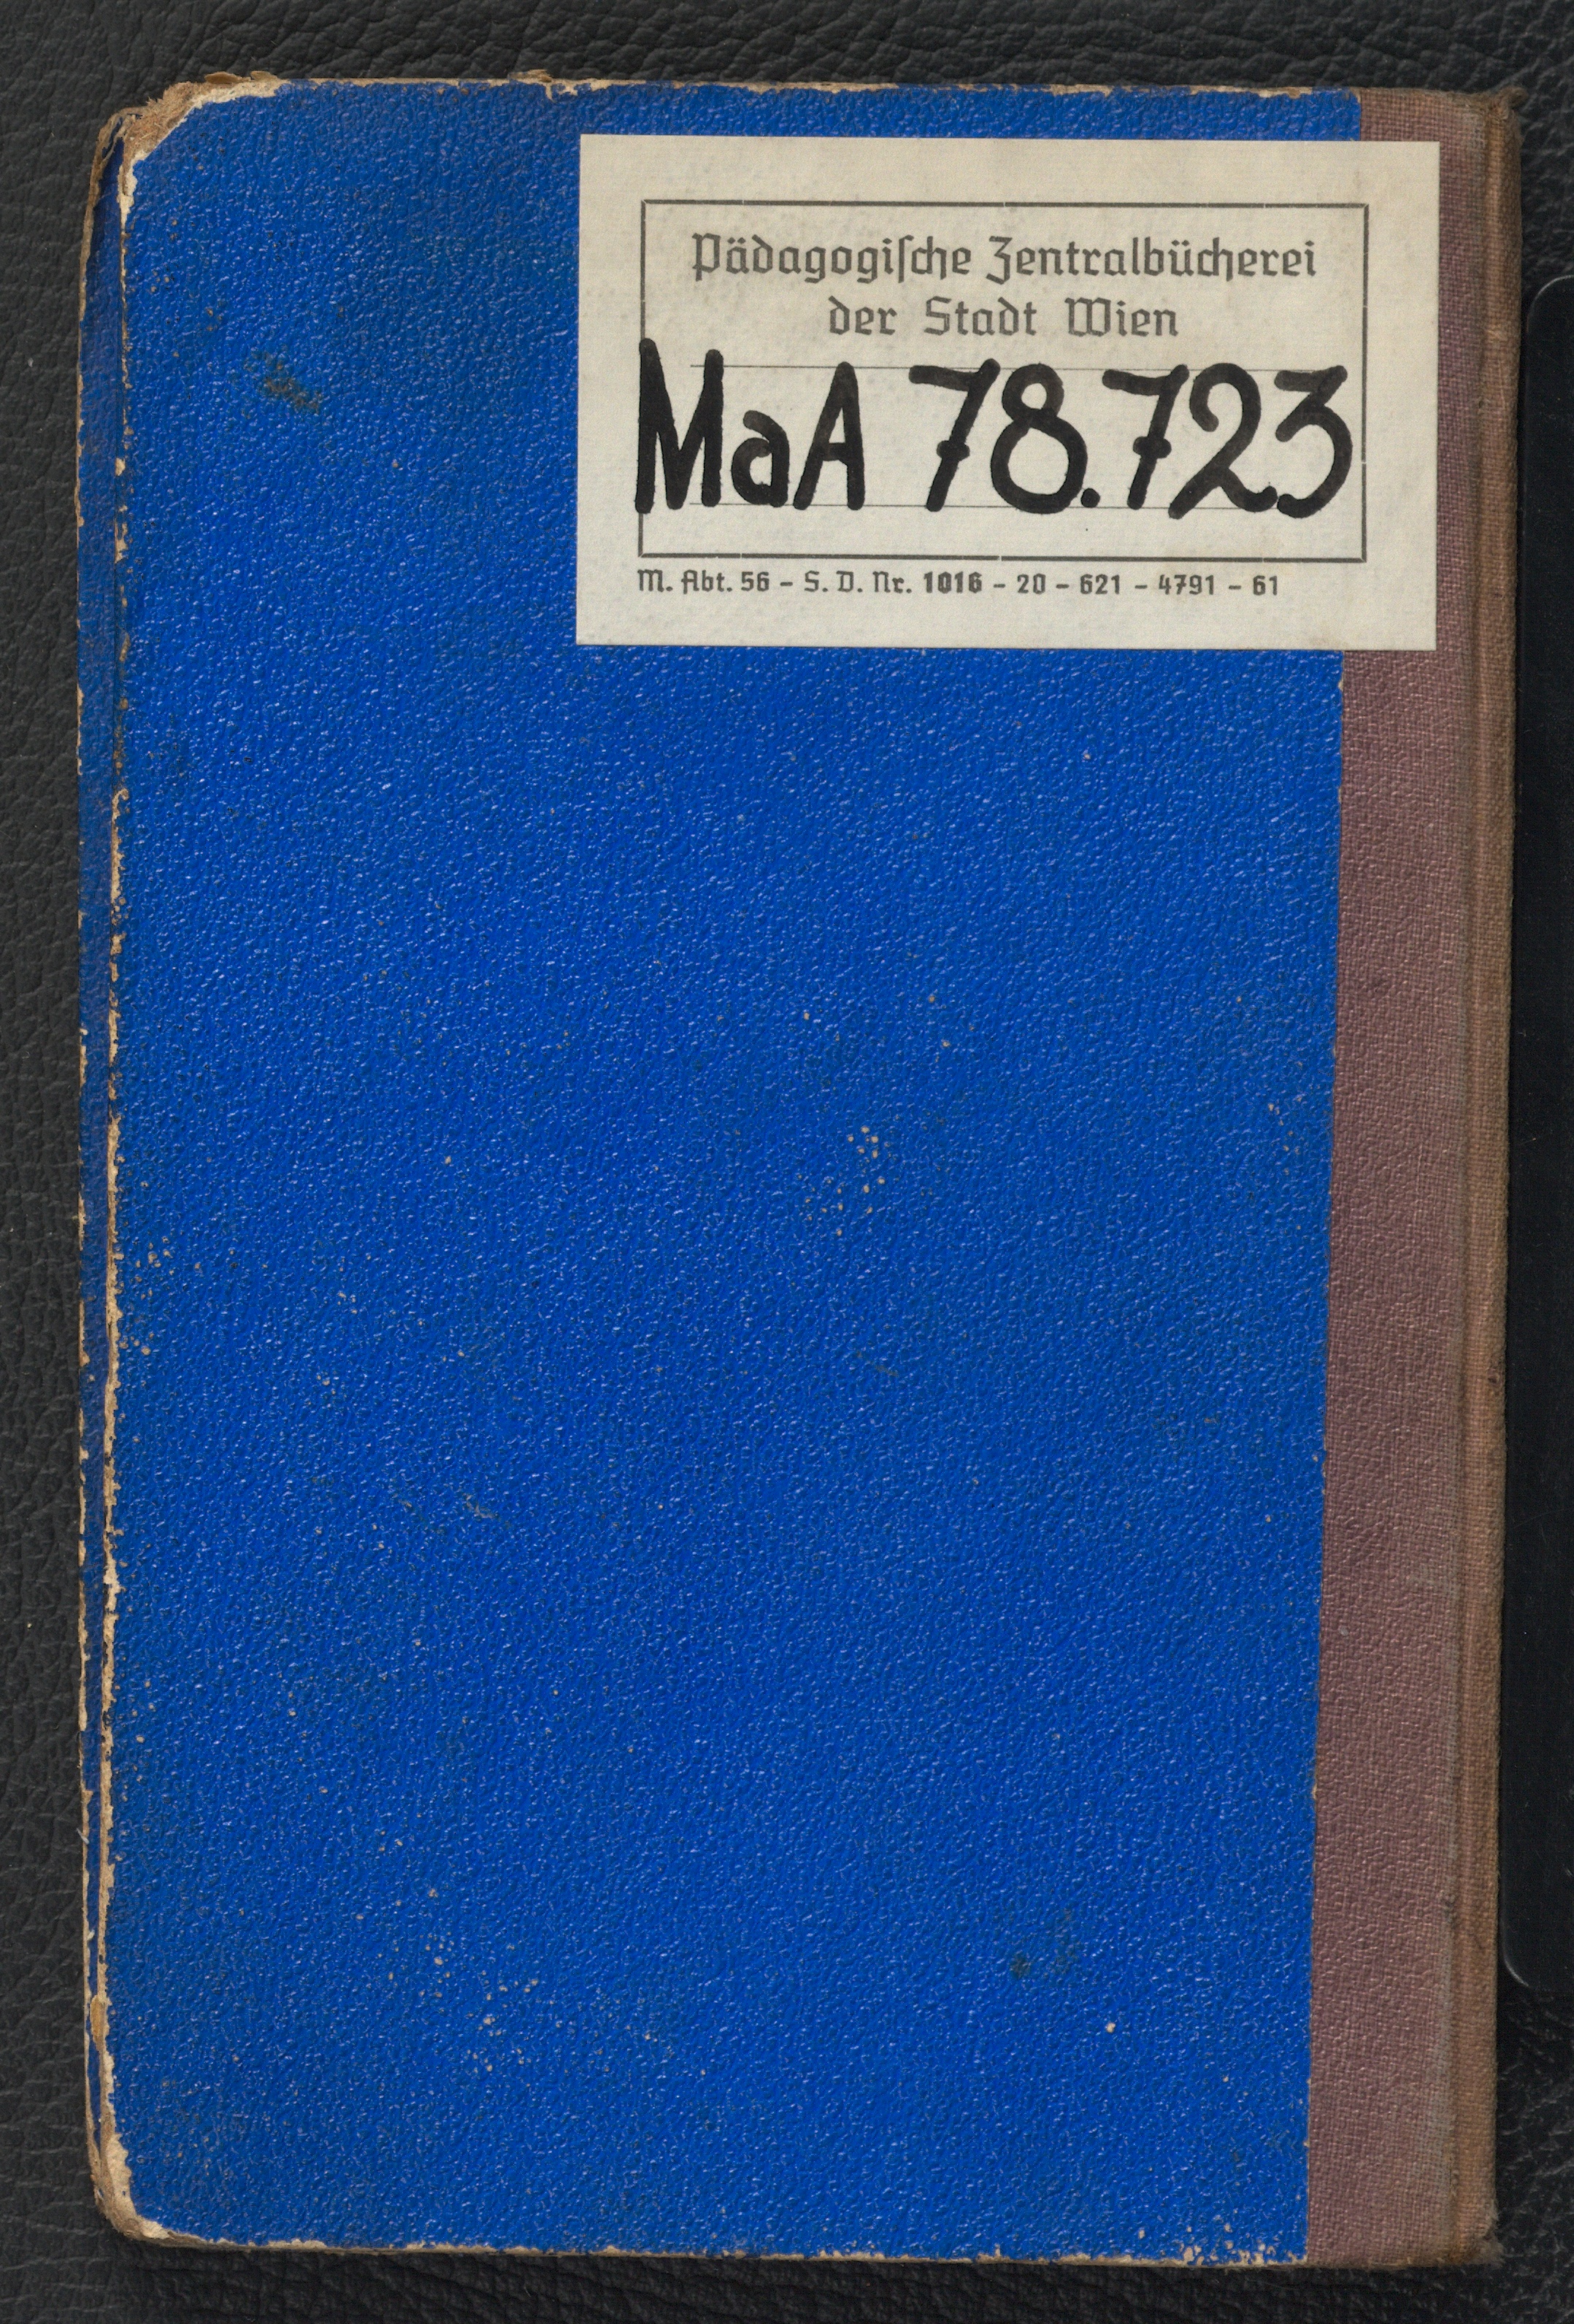 Pädagogiſche Zentralbücherei
der Stadt Wien
MaA 78.723
M. Abt. 56 – S. D. Nr. 1016 – 20 – 621 – 4791 – 61